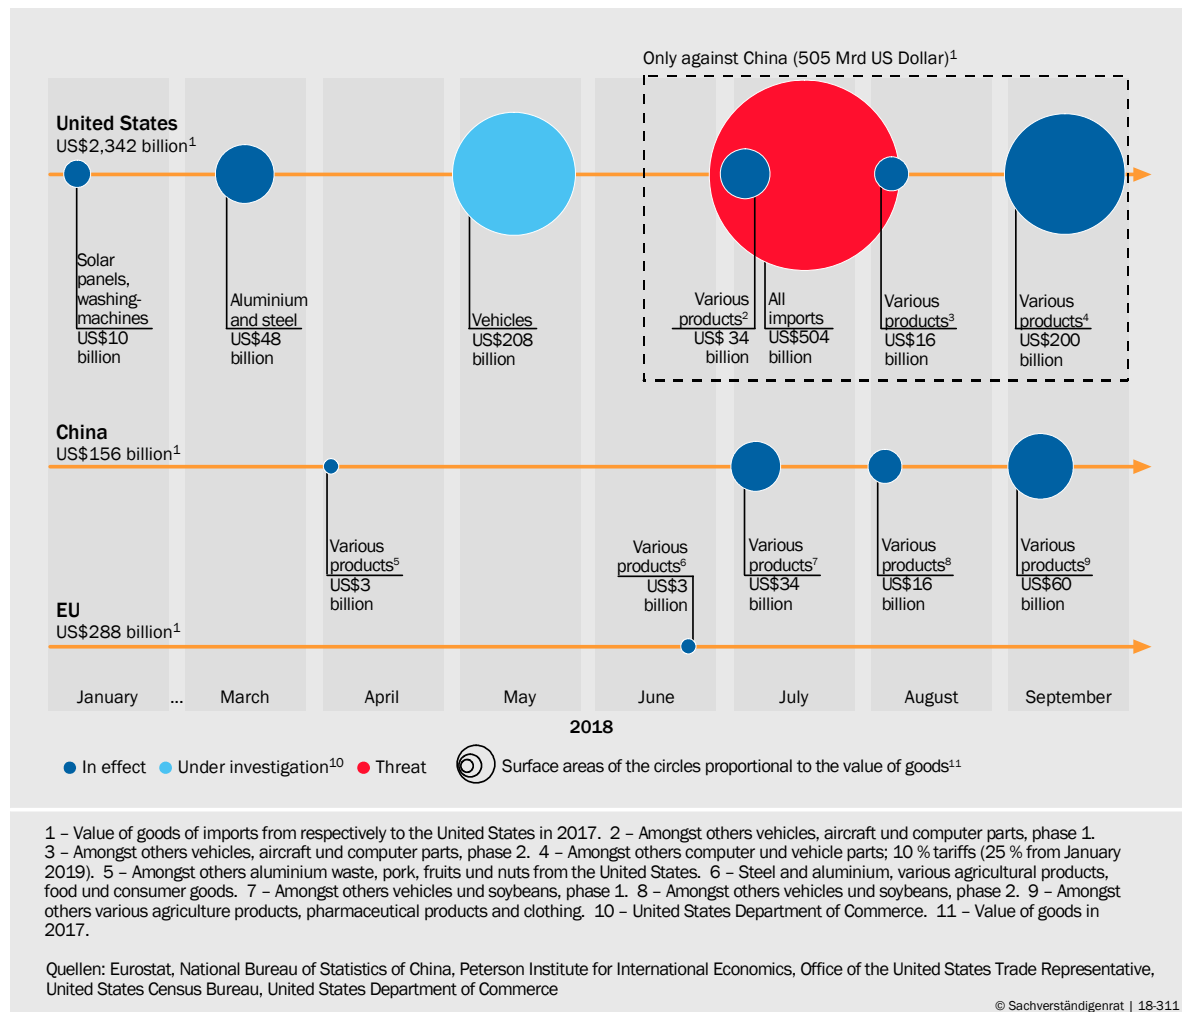 Only against China (505 Mrd US Dollar)1
United States
US$2,342 billion1
Solar
panels,
washing-
machines
US$10
billion
Aluminium
and steel
US$48
billion
Vehicles
US$208
billion
Various
products2
US$ 34
billion
All
imports
US$504
billion
Various
products3
US$16
billion
Various
products4
US$200
billion
China
US$156 billion1
Various
products5
US$3
billion
Various
products6
US$3
billion
Various
products7
US$34
billion
Various
products8
US$16
billion
Various
products9
US$60
billion
EU
US$288 billion1
January ... March April May June July August September
2018
In effect Under investigation10 Threat Surface areas of the circles proportional to the value of goods11
1 – Value of goods of imports from respectively to the United States in 2017. 2 – Amongst others vehicles, aircraft und computer parts, phase 1.
3 – Amongst others vehicles, aircraft und computer parts, phase 2. 4 – Amongst others computer und vehicle parts; 10 % tariffs (25 % from January
2019). 5 – Amongst others aluminium waste, pork, fruits und nuts from the United States. 6 – Steel and aluminium, various agricultural products,
food und consumer goods. 7 – Amongst others vehicles und soybeans, phase 1. 8 – Amongst others vehicles und soybeans, phase 2. 9 – Amongst
others various agriculture products, pharmaceutical products and clothing. 10 – United States Department of Commerce. 11 – Value of goods in
2017.
Quellen: Eurostat, National Bureau of Statistics of China, Peterson Institute for International Economics, Office of the United States Trade Representative,
United States Census Bureau, United States Department of Commerce
© Sachverständigenrat | 18-311